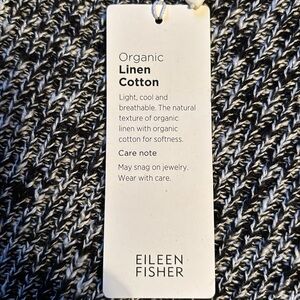 Organic
Linen
Cotton
Light, cool and
breathable. The natural
texture of organic
linen with organic
cotton for softness.
Care note
May snag on jewelry.
Wear with care.
EILEEN
FISHER